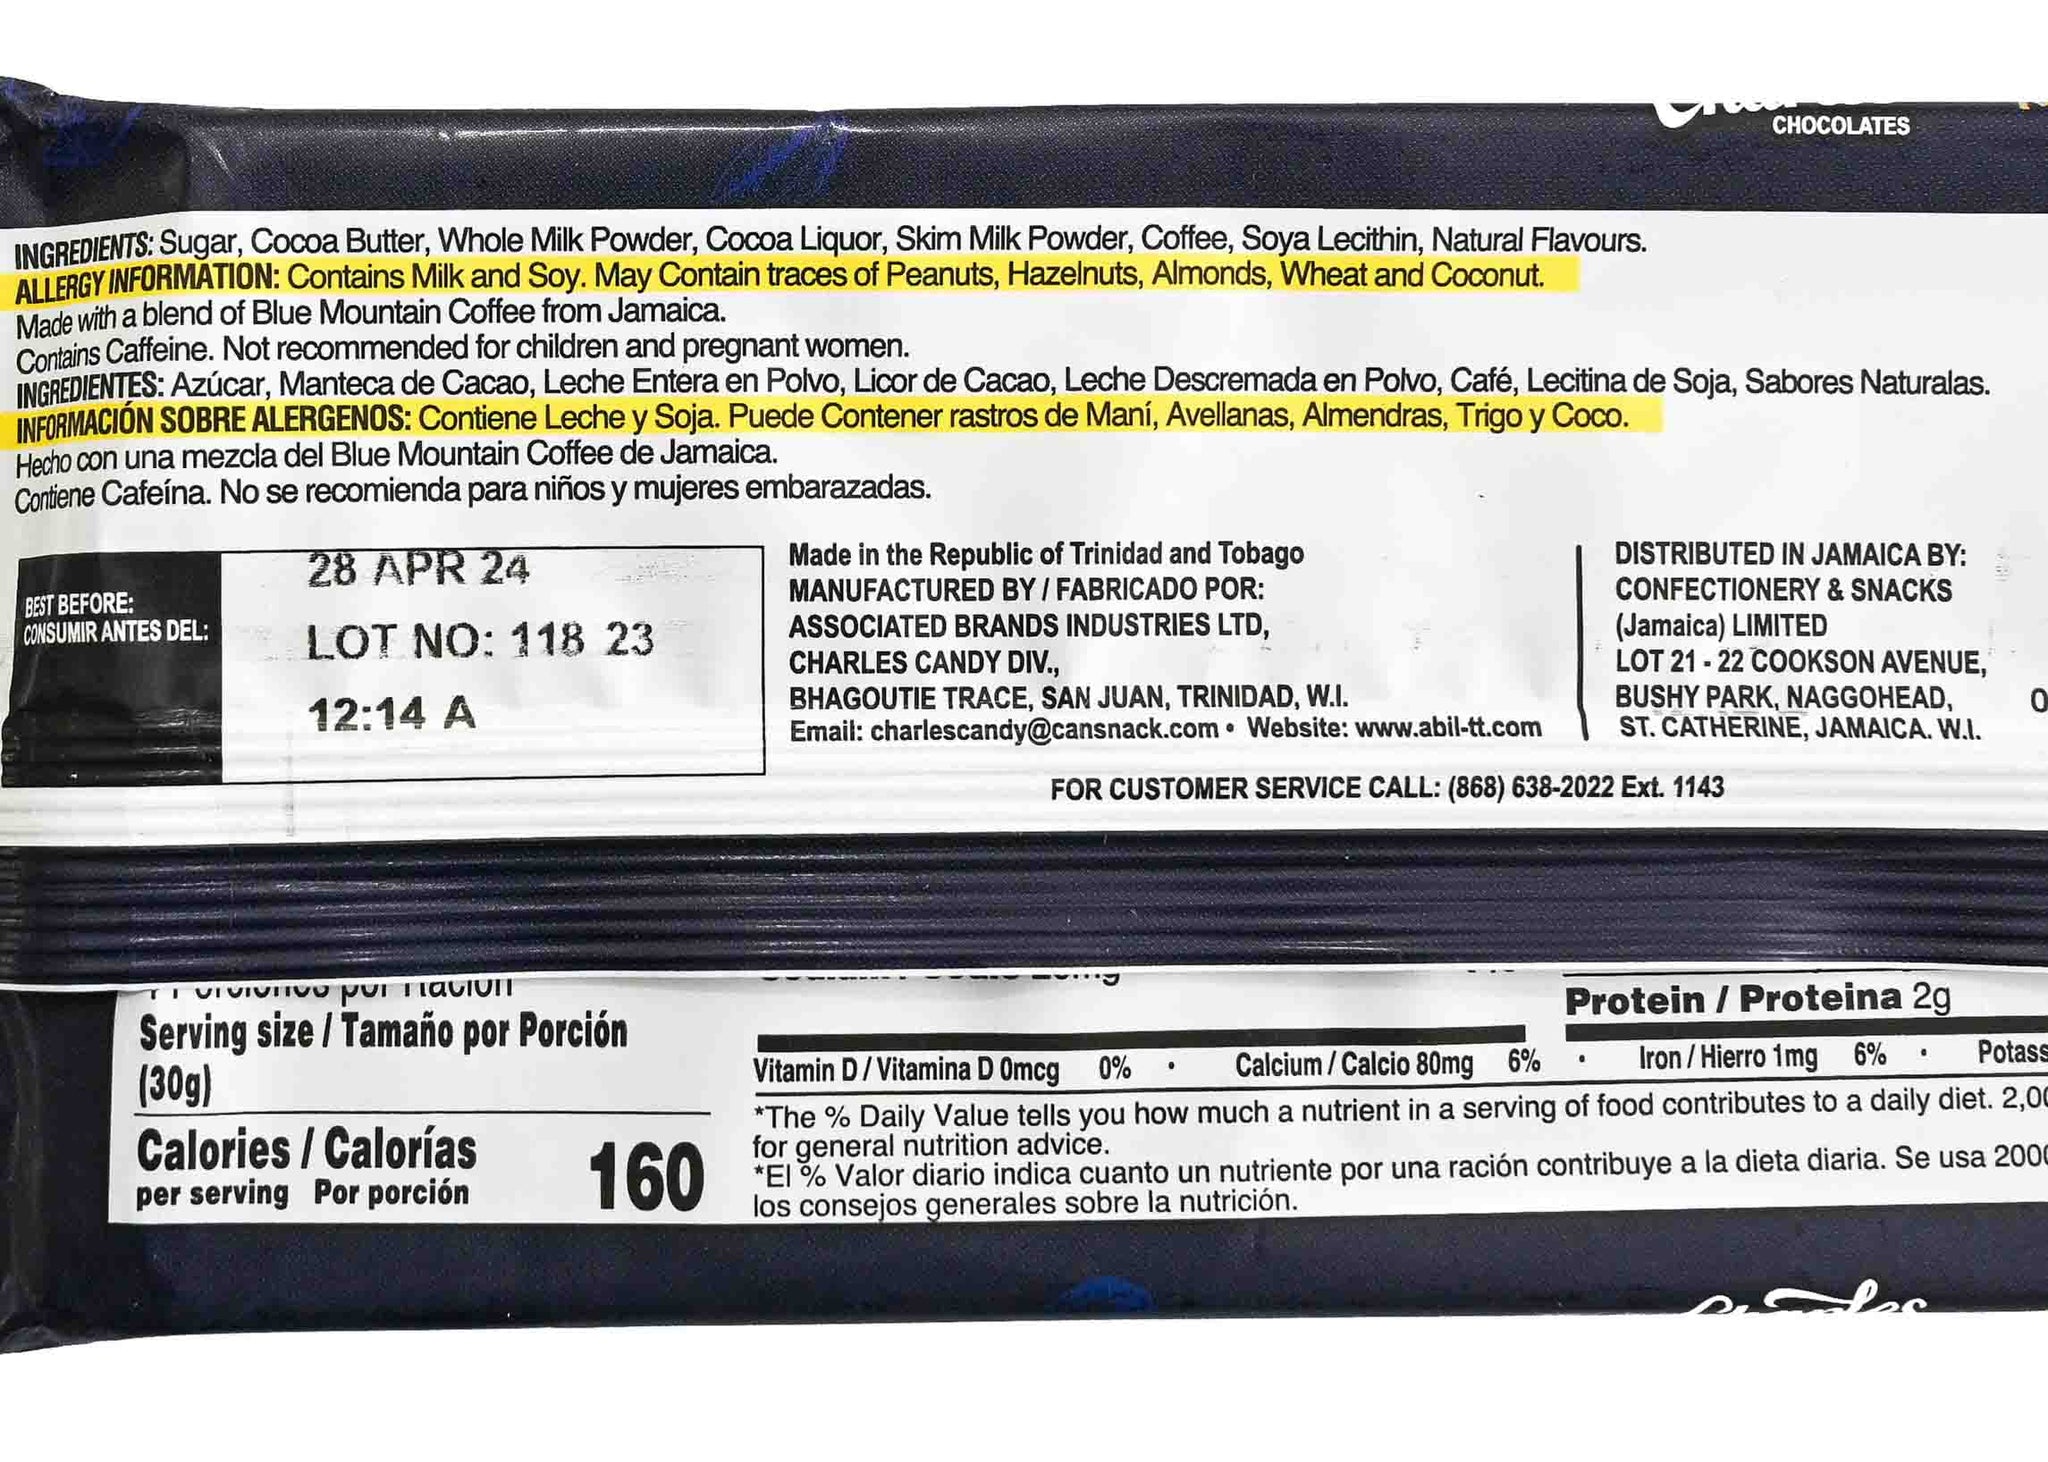 CHOCOLATES
INGREDIENTS: Sugar, Cocoa Butter, Whole Milk Powder, Cocoa Liquor, Skim Milk Powder, Coffee, Soya Lecithin, Natural Flavours.
ALLERGY INFORMATION: Contains Milk and Soy. May Contain traces of Peanuts, Hazelnuts, Almonds, Wheat and Coconut.
Made with a blend of Blue Mountain Coffee from Jamaica.
Contains Caffeine. Not recommended for children and pregnant women.
INGREDIENTES: Azúcar, Manteca de Cacao, Leche Entera en Polvo, Licor de Cacao, Leche Descremada en Polvo, Café, Lecitina de Soja, Sabores Naturalas.
INFORMACIÓN SOBRE ALERGENOS: Contiene Leche y Soja. Puede Contener rastros de Maní, Avellanas, Almendras, Trigo y Coco.
Hecho con una mezcla del Blue Mountain Coffee de Jamaica.
Contiene Cafeína. No se recomienda para niños y mujeres embarazadas.
BEST BEFORE:
CONSUMIR ANTES DEL:
28 APR 24
LOT NO: 118 23
12:14 A
Made in the Republic of Trinidad and Tobago
MANUFACTURED BY / FABRICADO POR:
ASSOCIATED BRANDS INDUSTRIES LTD,
CHARLES CANDY DIV.,
BHAGOUTIE TRACE, SAN JUAN, TRINIDAD, W.I.
Email: charlescandy@cansnack.com • Website: www.abil-tt.com
DISTRIBUTED IN JAMAICA BY:
CONFECTIONERY & SNACKS
(Jamaica) LIMITED
LOT 21 - 22 COOKSON AVENUE,
BUSHY PARK, NAGGOHEAD,
ST. CATHERINE, JAMAICA. W.I.
FOR CUSTOMER SERVICE CALL: (868) 638-2022 Ext. 1143
Serving size / Tamaño por Porción
(30g)
Calories / Calorías 160
per serving Por porción
Protein / Proteina 2g
Vitamin D / Vitamina D 0mcg 0% • Calcium / Calcio 80mg 6% • Iron / Hierro 1mg 6% • Potass
*The % Daily Value tells you how much a nutrient in a serving of food contributes to a daily diet. 2,00
for general nutrition advice.
*El % Valor diario indica cuanto un nutriente por una ración contribuye a la dieta diaria. Se usa 2000
los consejos generales sobre la nutrición.